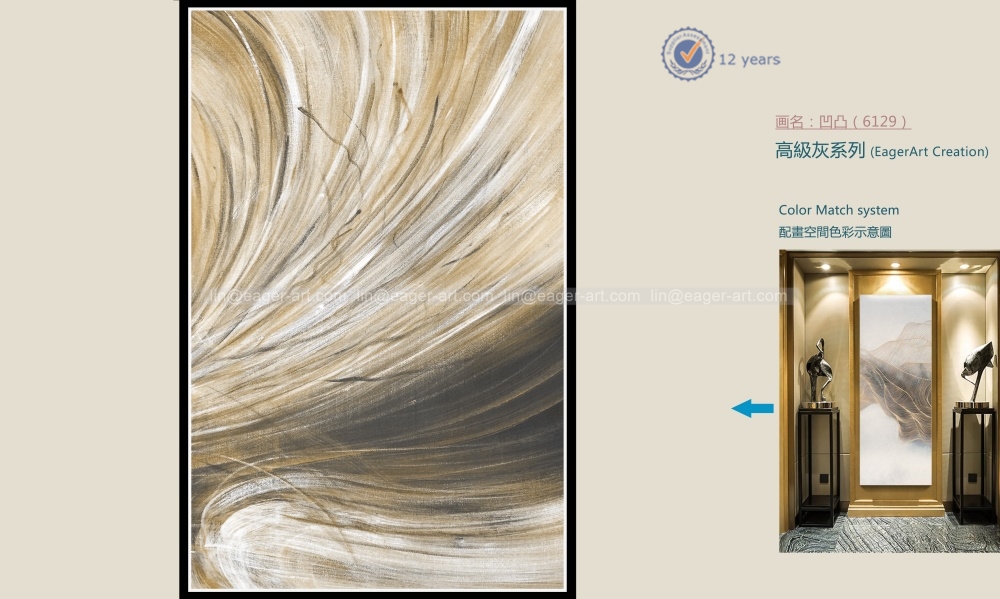 12 years
画名：凹凸（6129）
高級灰系列 (EagerArt Creation)
Color Match system
配畫空間色彩示意圖
lin@eager-art.com lin@eager-art.com lin@eager-art.com lin@eager-art.com